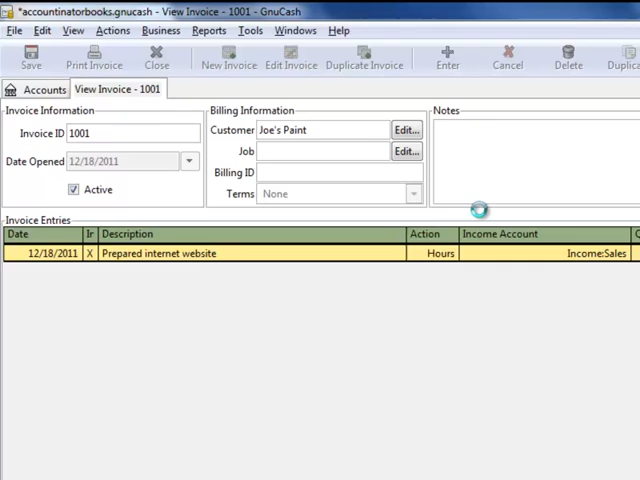 *accountinatorbooks.gnucash - View Invoice - 1001 - GnuCash
File Edit View Actions Business Reports Tools Windows Help
Save Print Invoice Close New Invoice Edit Invoice Duplicate Invoice Enter Cancel Delete Duplica
Accounts View Invoice - 1001
Invoice Information Billing Information Notes
Invoice ID 1001 Customer Joe's Paint Edit...
Job Edit...
Date Opened 12/18/2011
Billing ID
Active
Terms None
Invoice Entries
Date Ir Description Action Income Account Q
12/18/2011 X Prepared internet website Hours Income:Sales